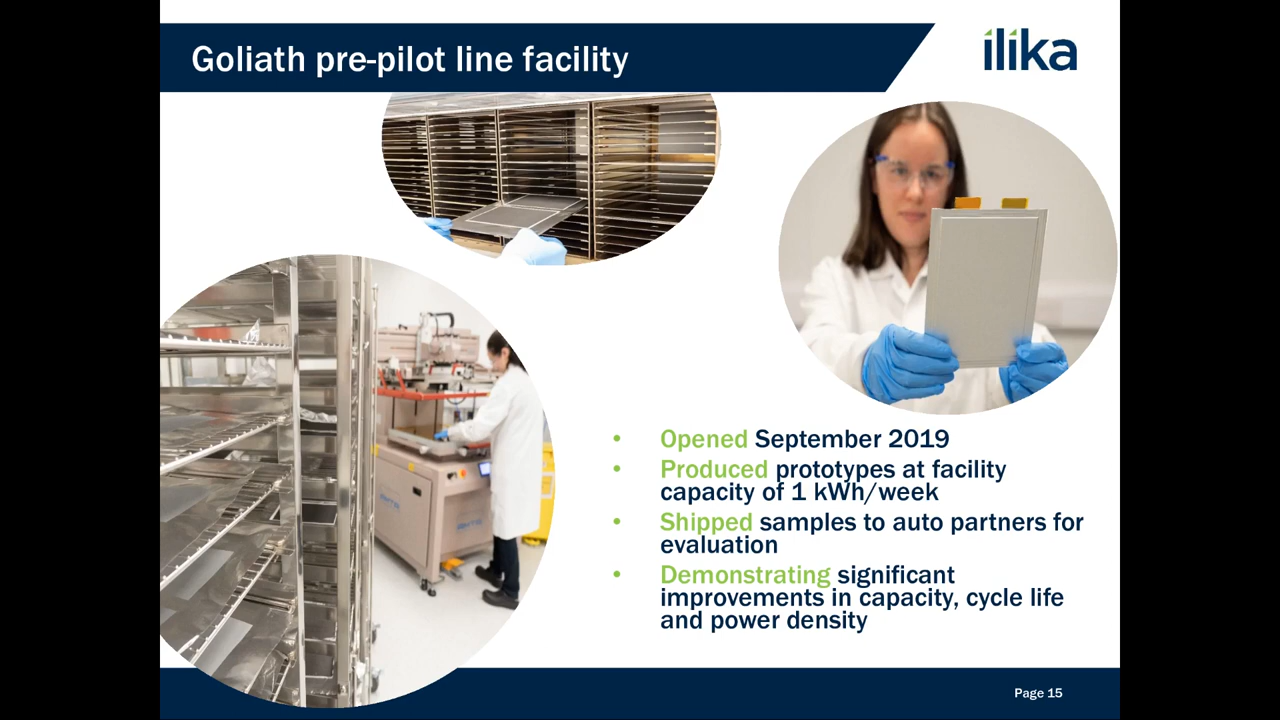 Goliath pre-pilot line facility
ilika
• Opened September 2019
• Produced prototypes at facility
capacity of 1 kWh/week
• Shipped samples to auto partners for
evaluation
• Demonstrating significant
improvements in capacity, cycle life
and power density
Page 15